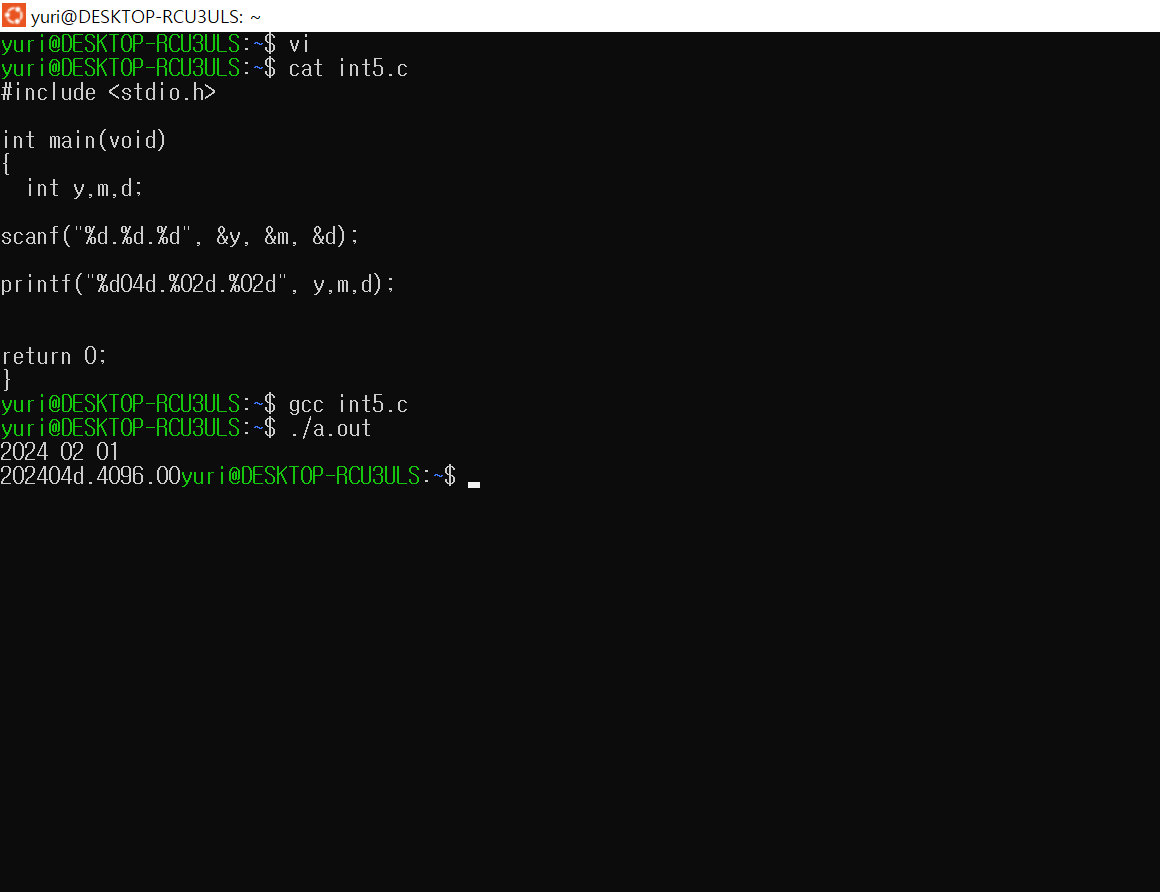 yuri@DESKTOP-RCU3ULS: ~
yuri@DESKTOP-RCU3ULS:~$ vi
yuri@DESKTOP-RCU3ULS:~$ cat int5.c
#include <stdio.h>
int main(void)
{
  int y,m,d;
scanf("%d.%d.%d", &y, &m, &d);
printf("%d04d.%02d.%02d", y,m,d);
return 0;
}
yuri@DESKTOP-RCU3ULS:~$ gcc int5.c
yuri@DESKTOP-RCU3ULS:~$ ./a.out
2024 02 01
202404d.4096.00yuri@DESKTOP-RCU3ULS:~$